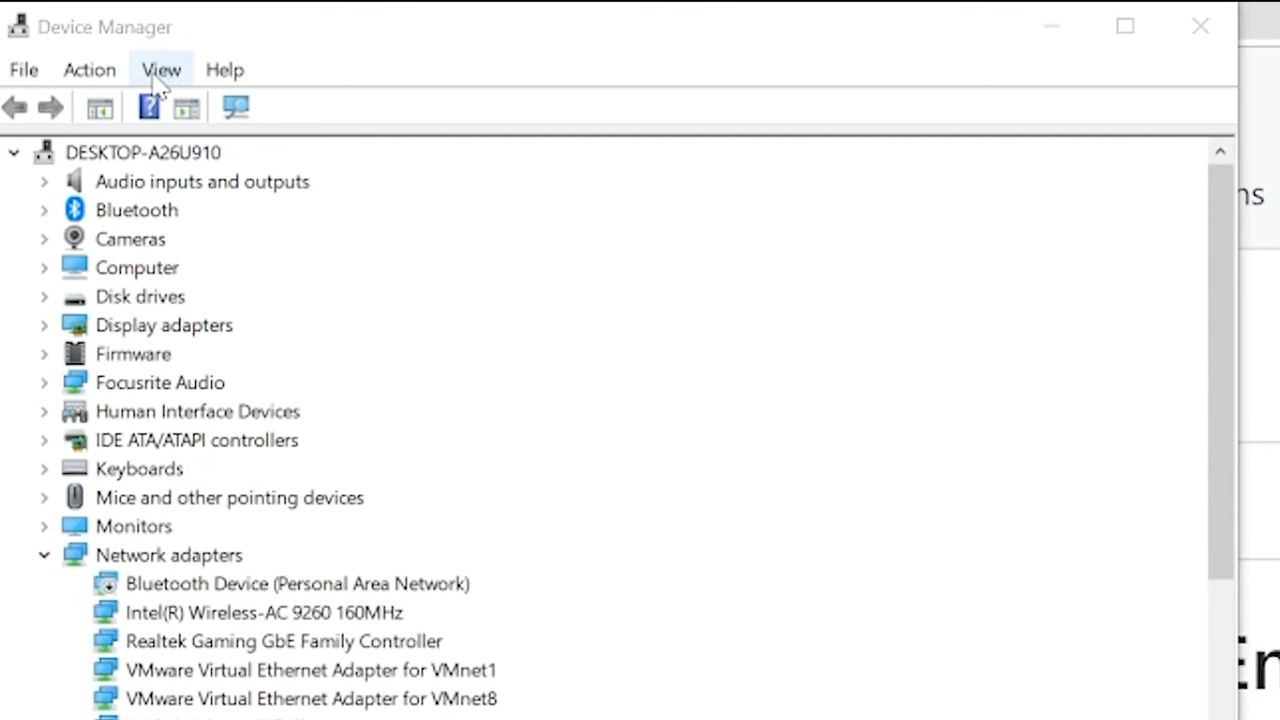 Device Manager
File Action View Help
DESKTOP-A26U910
Audio inputs and outputs
Bluetooth
Cameras
Computer
Disk drives
Display adapters
Firmware
Focusrite Audio
Human Interface Devices
IDE ATA/ATAPI controllers
Keyboards
Mice and other pointing devices
Monitors
Network adapters
Bluetooth Device (Personal Area Network)
Intel(R) Wireless-AC 9260 160MHz
Realtek Gaming GbE Family Controller
VMware Virtual Ethernet Adapter for VMnet1
VMware Virtual Ethernet Adapter for VMnet8